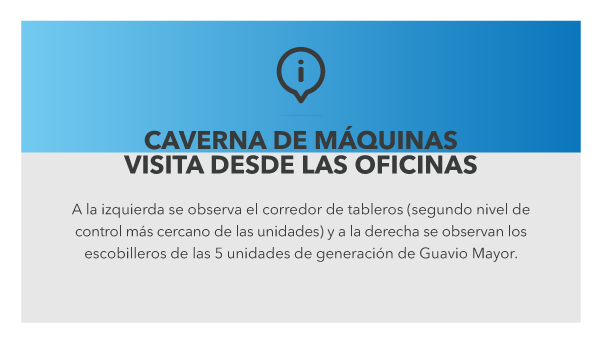 CAVERNA DE MÁQUINAS
VISITA DESDE LAS OFICINAS
A la izquierda se observa el corredor de tableros (segundo nivel de
control más cercano de las unidades) y a la derecha se observan los
escobilleros de las 5 unidades de generación de Guavio Mayor.